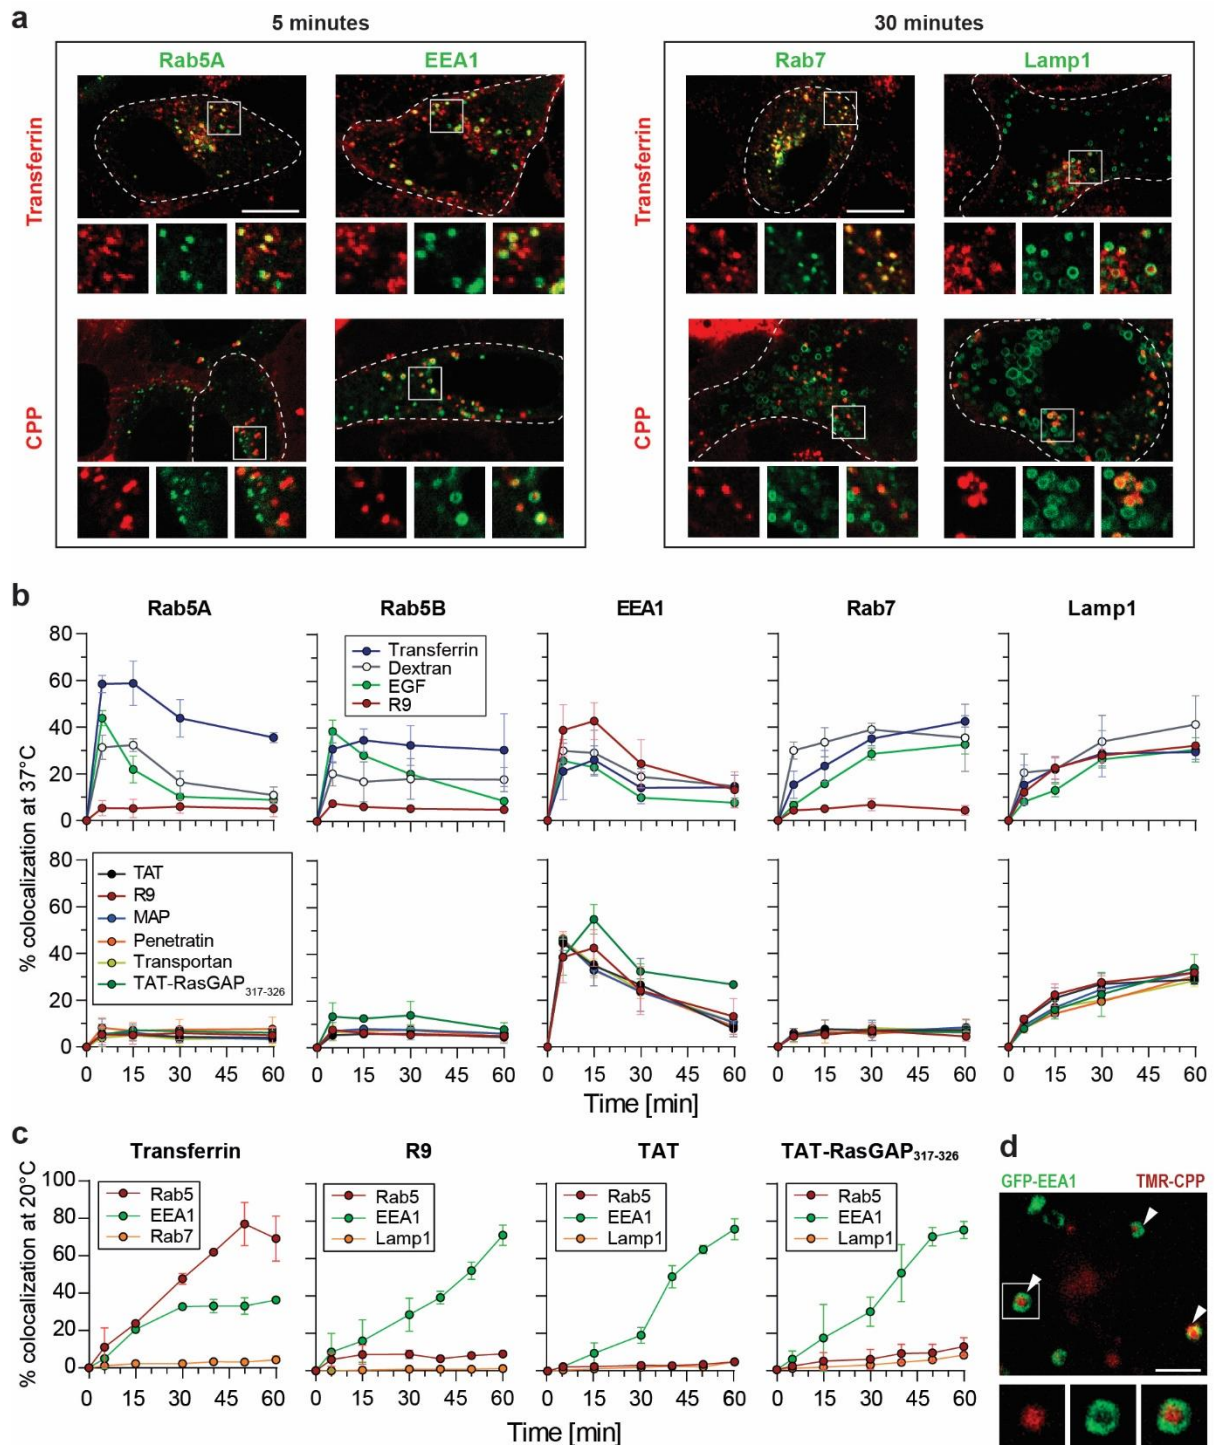 a
5 minutes
30 minutes
Rab5A
EEA1
Rab7
Lamp1
Transferrin
Transferrin
CPP
CPP
b
Rab5A
Rab5B
EEA1
Rab7
Lamp1
% colocalization at 37°C
80
60
40
20
0
Transferrin
Dextran
EGF
R9
80
60
40
20
0
TAT
R9
MAP
Penetratin
Transportan
TAT-RasGAP317-326
0 15 30 45 60
0 15 30 45 60
0 15 30 45 60
0 15 30 45 60
0 15 30 45 60
Time [min]
c
Transferrin
R9
TAT
TAT-RasGAP317-326
% colocalization at 20°C
100
80
60
40
20
0
Rab5
EEA1
Rab7
Rab5
EEA1
Lamp1
Rab5
EEA1
Lamp1
Rab5
EEA1
Lamp1
0 15 30 45 60
0 15 30 45 60
0 15 30 45 60
0 15 30 45 60
Time [min]
d
GFP-EEA1
TMR-CPP